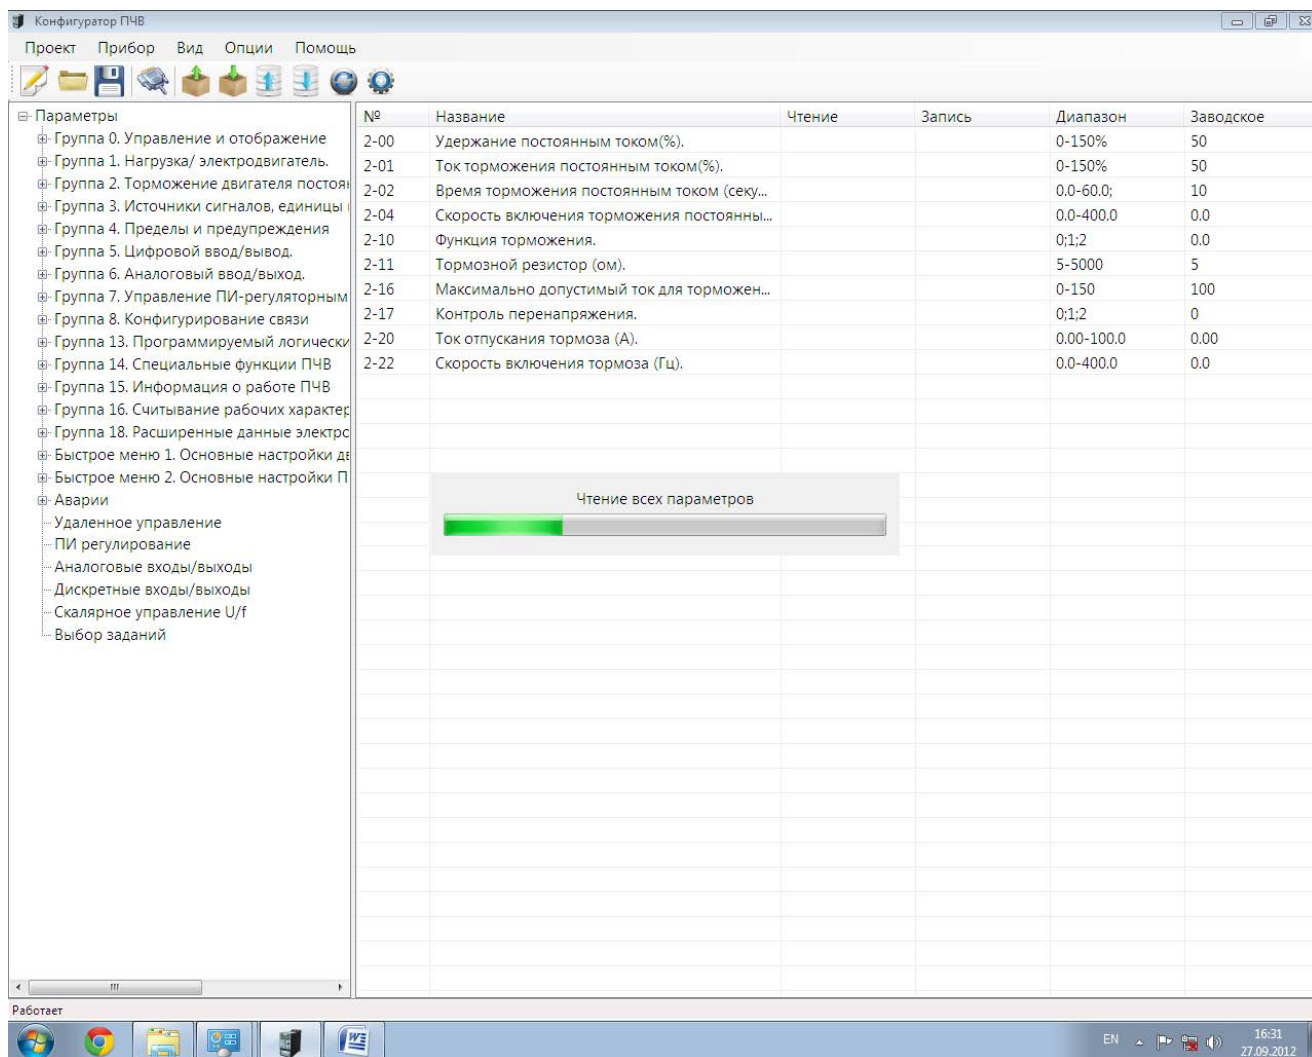 Конфигуратор ПЧВ
Проект Прибор Вид Опции Помощь
Параметры
Группа 0. Управление и отображение
Группа 1. Нагрузка/ электродвигатель.
Группа 2. Торможение двигателя постоян
Группа 3. Источники сигналов, единицы
Группа 4. Пределы и предупреждения
Группа 5. Цифровой ввод/вывод.
Группа 6. Аналоговый ввод/выход.
Группа 7. Управление ПИ-регуляторным
Группа 8. Конфигурирование связи
Группа 13. Программируемый логически
Группа 14. Специальные функции ПЧВ
Группа 15. Информация о работе ПЧВ
Группа 16. Считывание рабочих характер
Группа 18. Расширенные данные электро
Быстрое меню 1. Основные настройки дв
Быстрое меню 2. Основные настройки П
Аварии
Удаленное управление
ПИ регулирование
Аналоговые входы/выходы
Дискретные входы/выходы
Скалярное управление U/f
Выбор заданий
№ Название Чтение Запись Диапазон Заводское
2-00 Удержание постоянным током(%). 0-150% 50
2-01 Ток торможения постоянным током(%). 0-150% 50
2-02 Время торможения постоянным током (секу... 0.0-60.0; 10
2-04 Скорость включения торможения постоянны... 0.0-400.0 0.0
2-10 Функция торможения. 0;1;2 0.0
2-11 Тормозной резистор (ом). 5-5000 5
2-16 Максимально допустимый ток для торможен... 0-150 100
2-17 Контроль перенапряжения. 0;1;2 0
2-20 Ток отпускания тормоза (А). 0.00-100.0 0.00
2-22 Скорость включения тормоза (Гц). 0.0-400.0 0.0
Чтение всех параметров
Работает
EN 16:31
27.09.2012